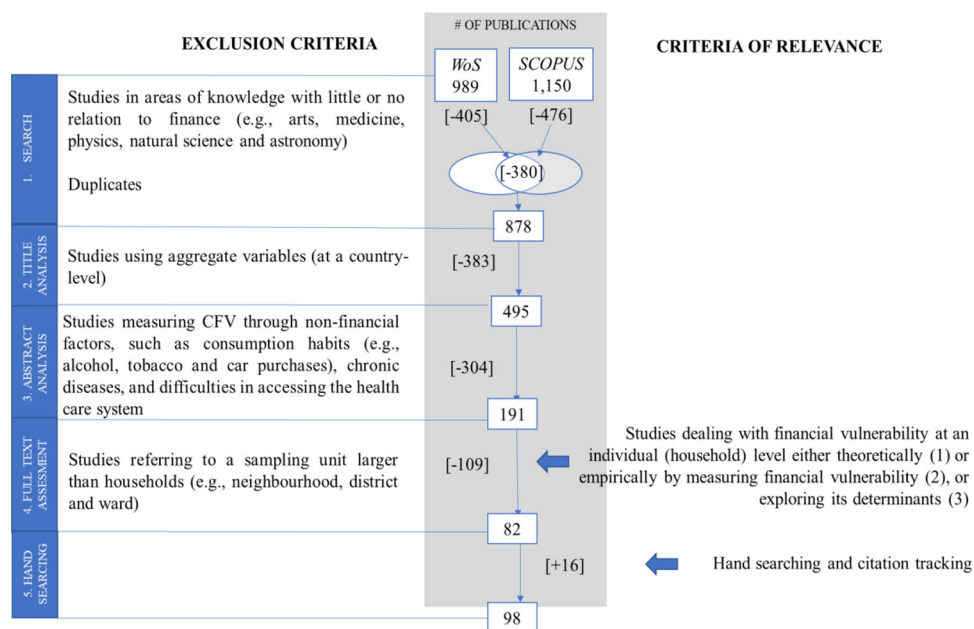 # OF PUBLICATIONS
EXCLUSION CRITERIA
CRITERIA OF RELEVANCE
WoS
989
SCOPUS
1,150
[-405]
[-476]
1. SEARCH
Studies in areas of knowledge with little or no
relation to finance (e.g., arts, medicine,
physics, natural science and astronomy)
Duplicates
[-380]
878
2. TITLE
ANALYSIS
Studies using aggregate variables (at a country-
level)
[-383]
495
3. ABSTRACT
ANALYSIS
Studies measuring CFV through non-financial
factors, such as consumption habits (e.g.,
alcohol, tobacco and car purchases), chronic
diseases, and difficulties in accessing the health
care system
[-304]
191
4. FULL TEXT
ASSESMENT
Studies referring to a sampling unit larger
than households (e.g., neighbourhood, district
and ward)
[-109]
Studies dealing with financial vulnerability at an
individual (household) level either theoretically (1) or
empirically by measuring financial vulnerability (2), or
exploring its determinants (3)
82
5. HAND
SEARCING
[+16]
Hand searching and citation tracking
98